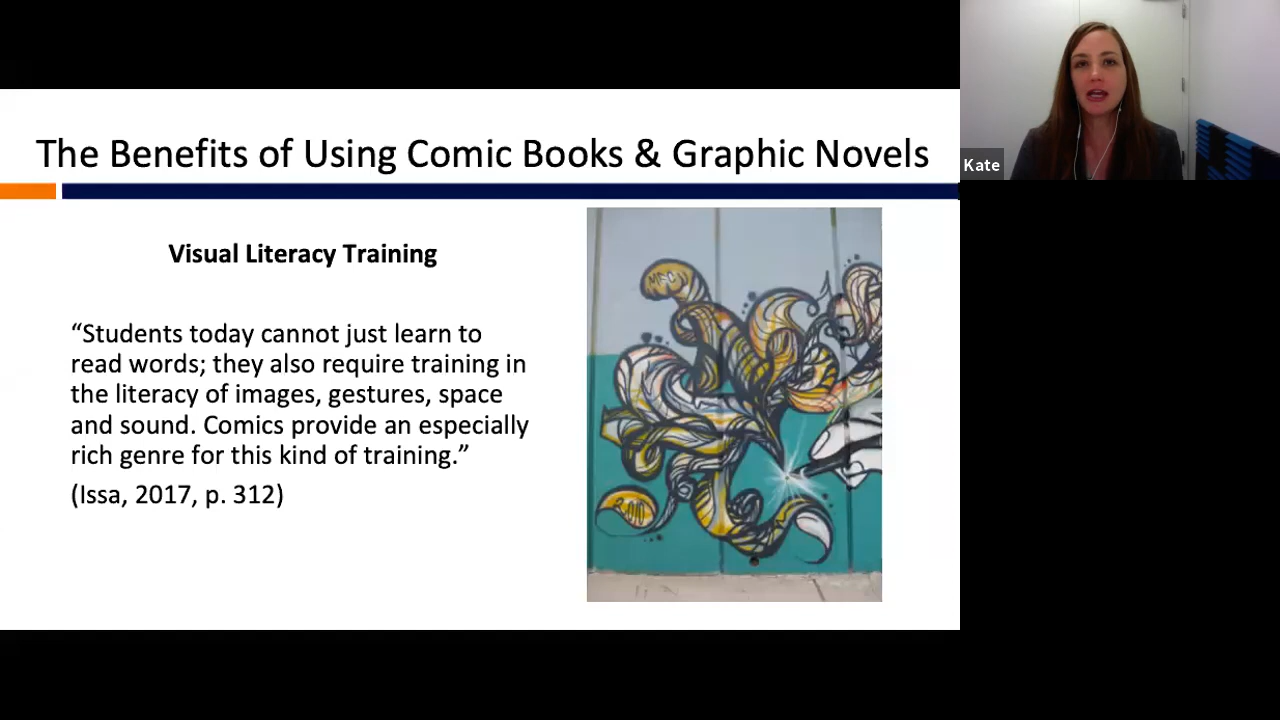 The Benefits of Using Comic Books & Graphic Novels
Kate
Visual Literacy Training
“Students today cannot just learn to
read words; they also require training in
the literacy of images, gestures, space
and sound. Comics provide an especially
rich genre for this kind of training.”
(Issa, 2017, p. 312)